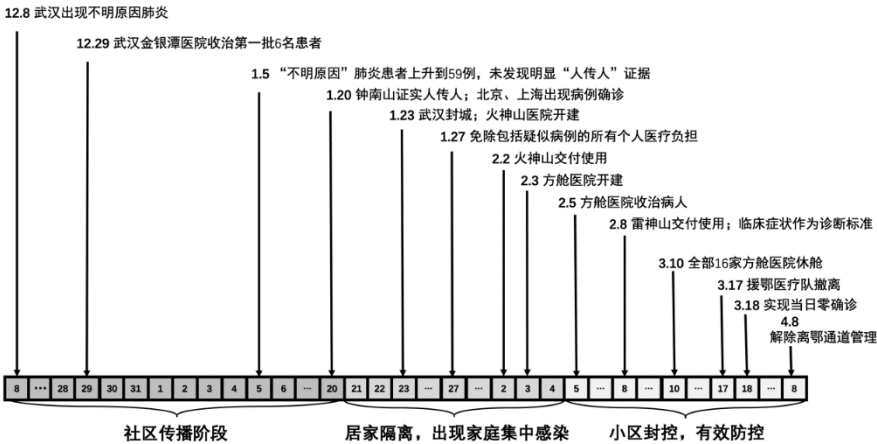 12.8 武汉出现不明原因肺炎
12.29 武汉金银潭医院收治第一批6名患者
1.5 “不明原因”肺炎患者上升到59例，未发现明显“人传人”证据
1.20 钟南山证实人传人；北京、上海出现病例确诊
1.23 武汉封城；火神山医院开建
1.27 免除包括疑似病例的所有个人医疗负担
2.2 火神山交付使用
2.3 方舱医院开建
2.5 方舱医院收治病人
2.8 雷神山交付使用；临床症状作为诊断标准
3.10 全部16家方舱医院休舱
3.17 援鄂医疗队撤离
3.18 实现当日零确诊
4.8
解除离鄂通道管理
8 ··· 28 29 30 31 1 2 3 4 5 6 ··· 20 21 22 23 ··· 27 ··· 2 3 4 5 ··· 8 ··· 10 ··· 17 18 ··· 8
社区传播阶段 居家隔离，出现家庭集中感染 小区封控，有效防控